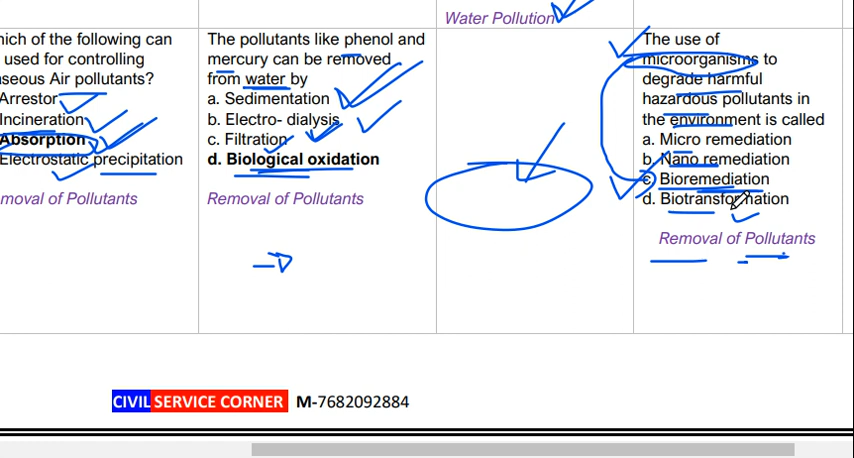 Water Pollution
hich of the following can
used for controlling
seous Air pollutants?
Arrestor
Incineration
Absorption
Electrostatic precipitation
moval of Pollutants
The pollutants like phenol and
mercury can be removed
from water by
a. Sedimentation
b. Electro- dialysis
c. Filtration
d. Biological oxidation
Removal of Pollutants
The use of
microorganisms to
degrade harmful
hazardous pollutants in
the environment is called
a. Micro remediation
b. Nano remediation
c. Bioremediation
d. Biotransformation
Removal of Pollutants
CIVIL SERVICE CORNER M-7682092884